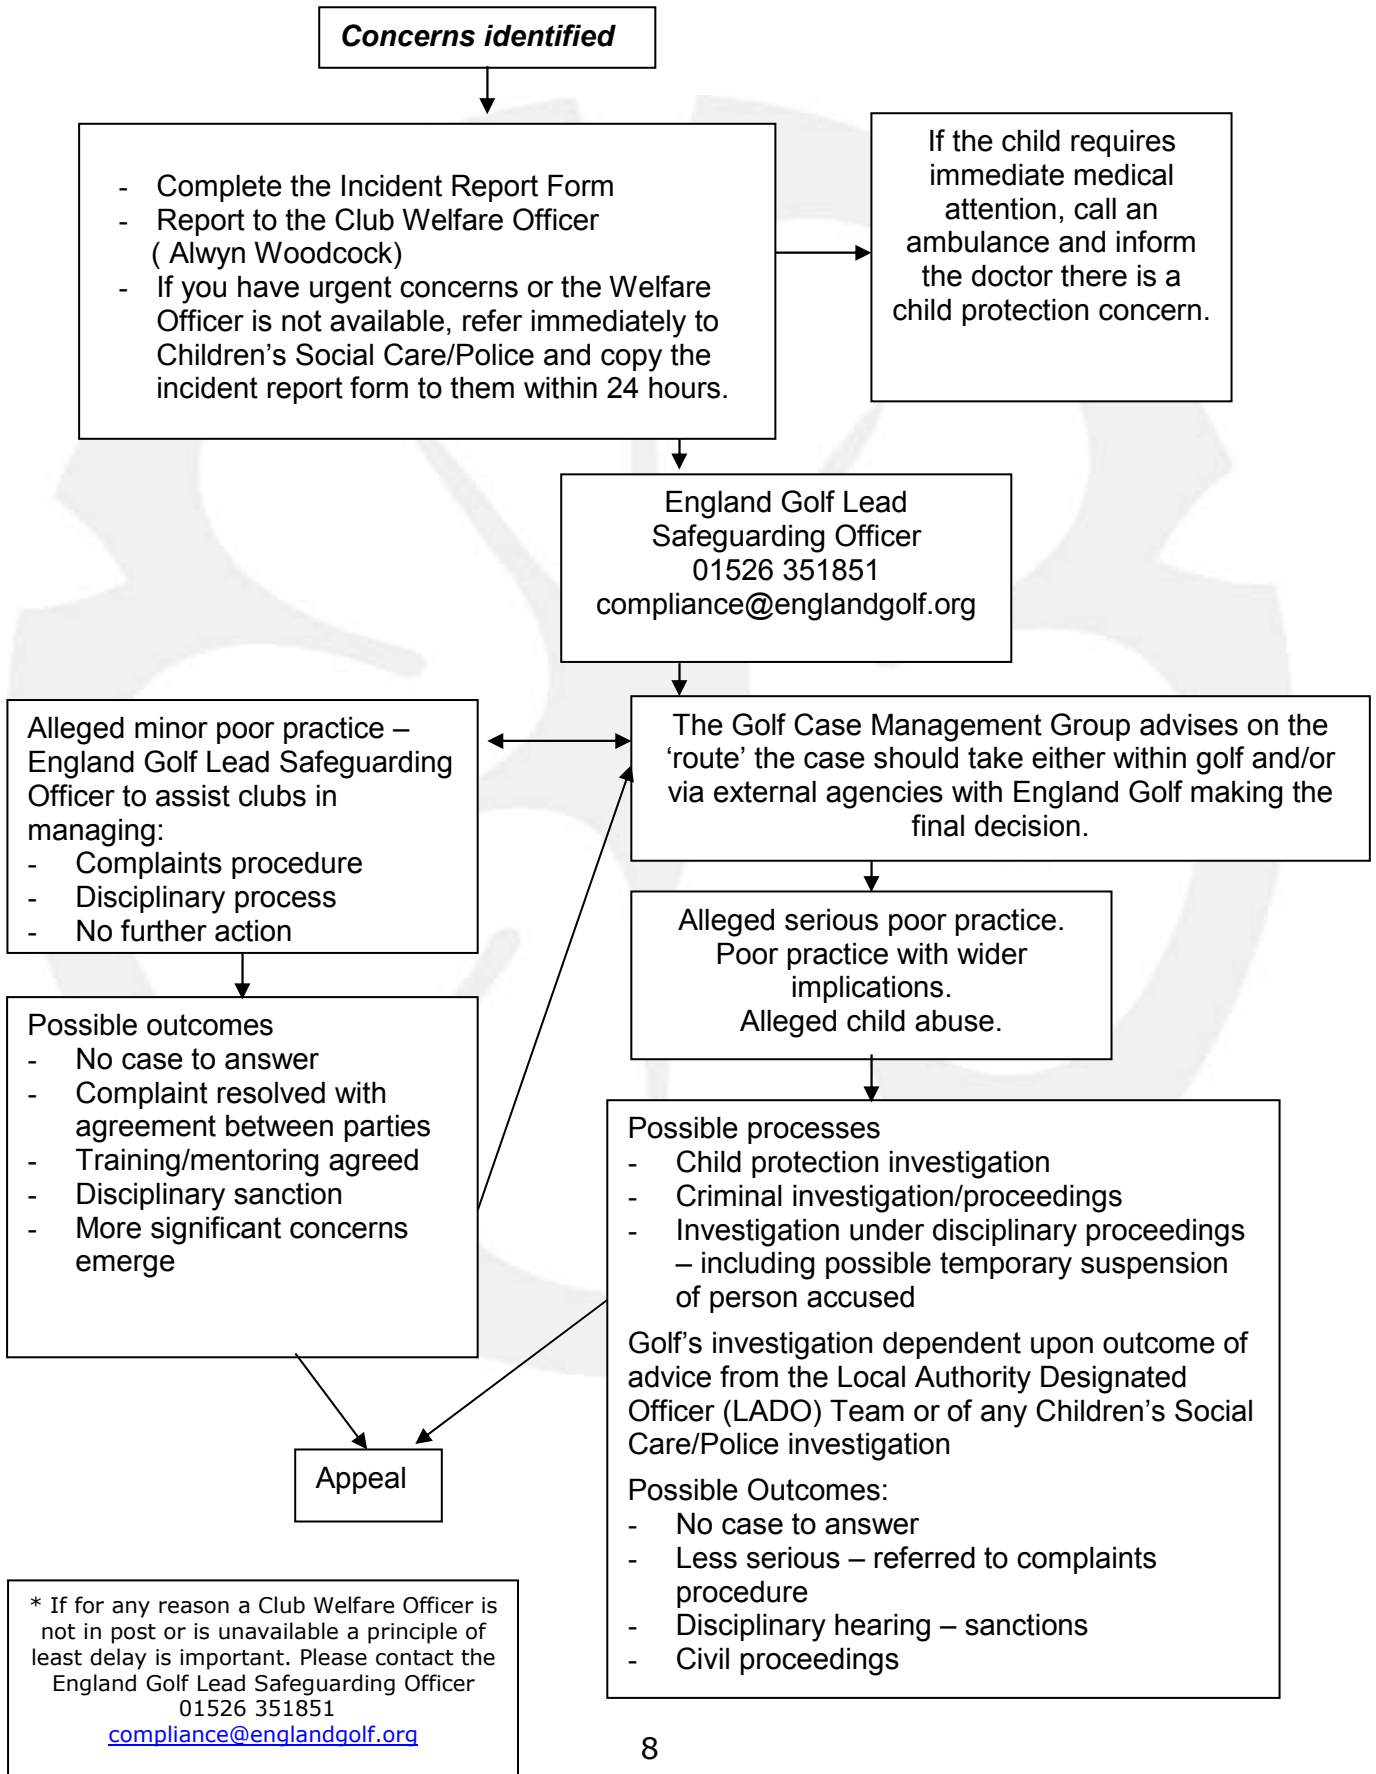 Concerns identified
- Complete the Incident Report Form
- Report to the Club Welfare Officer
( Alwyn Woodcock)
- If you have urgent concerns or the Welfare
Officer is not available, refer immediately to
Children’s Social Care/Police and copy the
incident report form to them within 24 hours.
If the child requires
immediate medical
attention, call an
ambulance and inform
the doctor there is a
child protection concern.
England Golf Lead
Safeguarding Officer
01526 351851
compliance@englandgolf.org
Alleged minor poor practice –
England Golf Lead Safeguarding
Officer to assist clubs in
managing:
- Complaints procedure
- Disciplinary process
- No further action
The Golf Case Management Group advises on the
‘route’ the case should take either within golf and/or
via external agencies with England Golf making the
final decision.
Alleged serious poor practice.
Poor practice with wider
implications.
Alleged child abuse.
Possible outcomes
- No case to answer
- Complaint resolved with
agreement between parties
- Training/mentoring agreed
- Disciplinary sanction
- More significant concerns
emerge
Possible processes
- Child protection investigation
- Criminal investigation/proceedings
- Investigation under disciplinary proceedings
– including possible temporary suspension
of person accused
Golf’s investigation dependent upon outcome of
advice from the Local Authority Designated
Officer (LADO) Team or of any Children’s Social
Care/Police investigation
Possible Outcomes:
- No case to answer
- Less serious – referred to complaints
procedure
- Disciplinary hearing – sanctions
- Civil proceedings
Appeal
* If for any reason a Club Welfare Officer is
not in post or is unavailable a principle of
least delay is important. Please contact the
England Golf Lead Safeguarding Officer
01526 351851
compliance@englandgolf.org
8